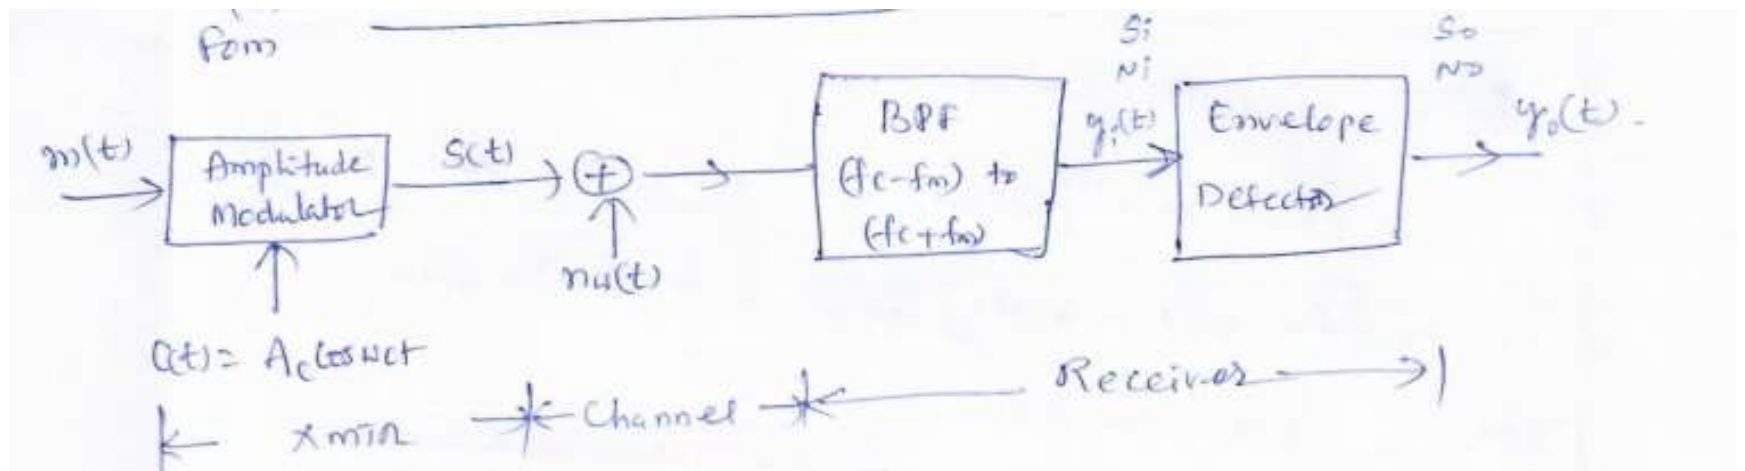 Fom
m(t)
Amplitude
Modulator
S(t)
+
nw(t)
C(t) = Ac Cos wct
BPF
(fc-fm) to
(fc+fm)
Si
Ni
yi(t)
Envelope
Detector
So
No
yo(t).
Xmtr
Channel
Receiver